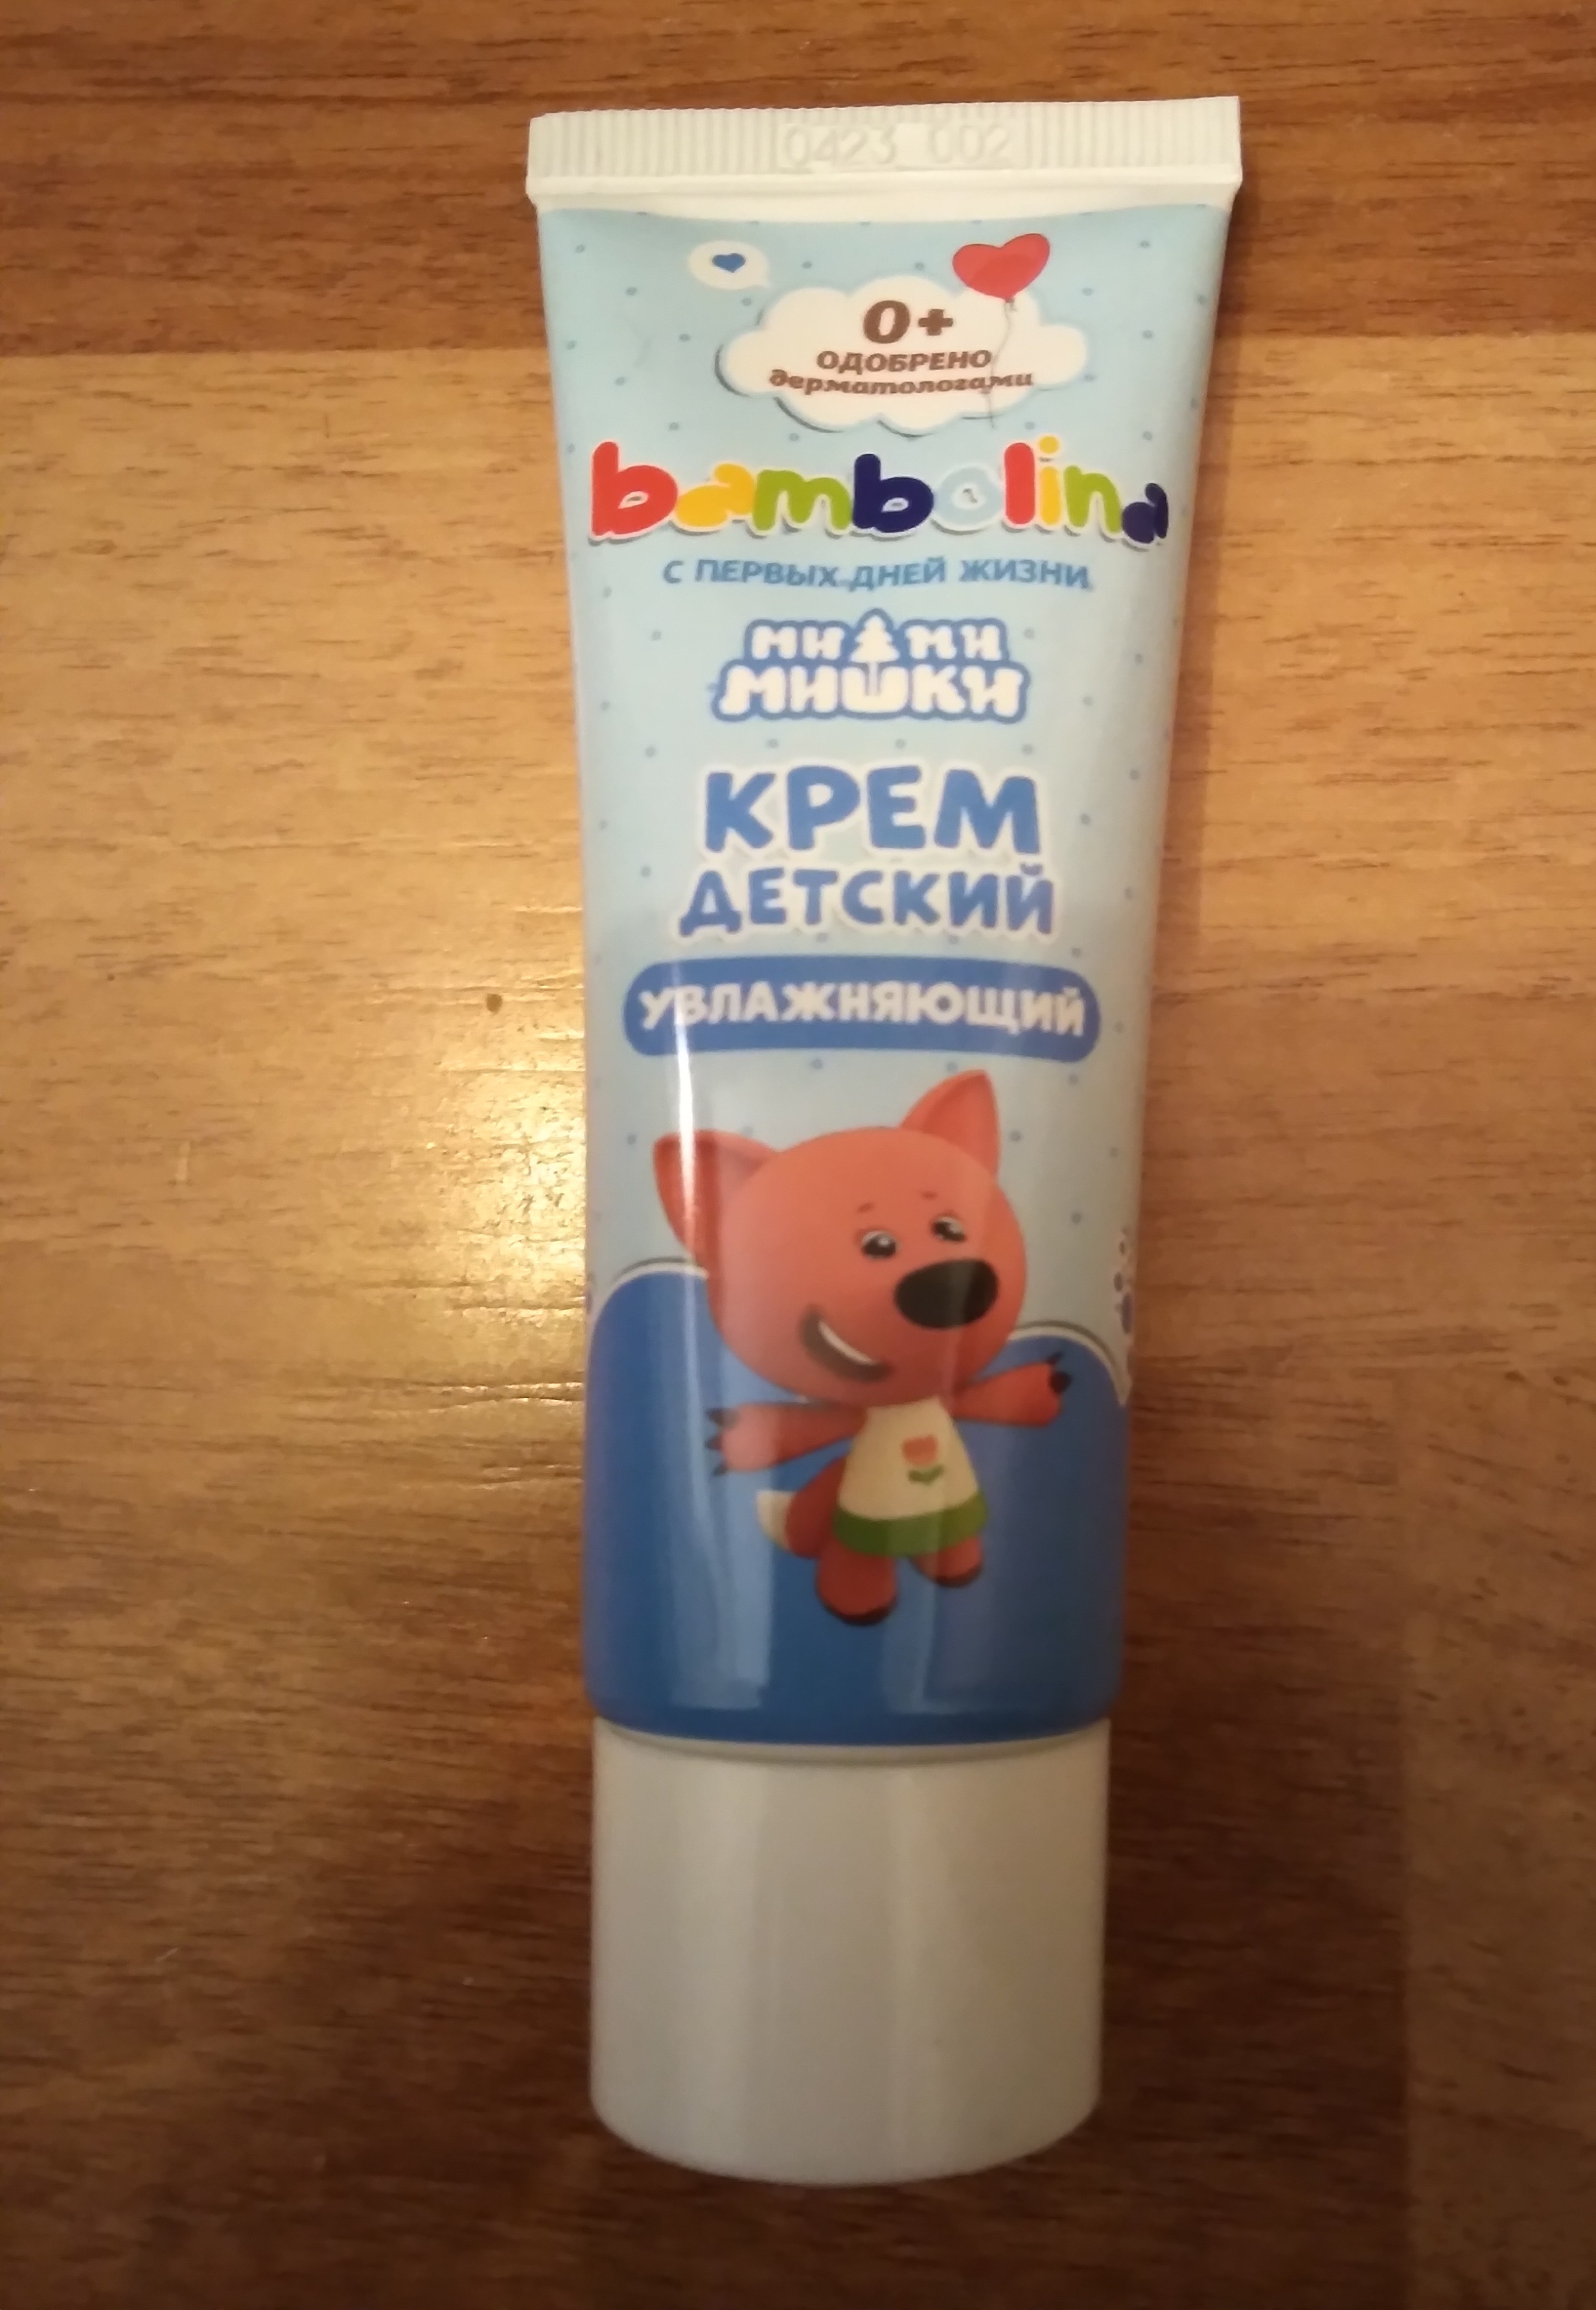 0423 002
0+
ОДОБРЕНО
дерматологами
bambolina
С ПЕРВЫХ ДНЕЙ ЖИЗНИ
МИ МИ
МИШКИ
КРЕМ
ДЕТСКИЙ
УВЛАЖНЯЮЩИЙ